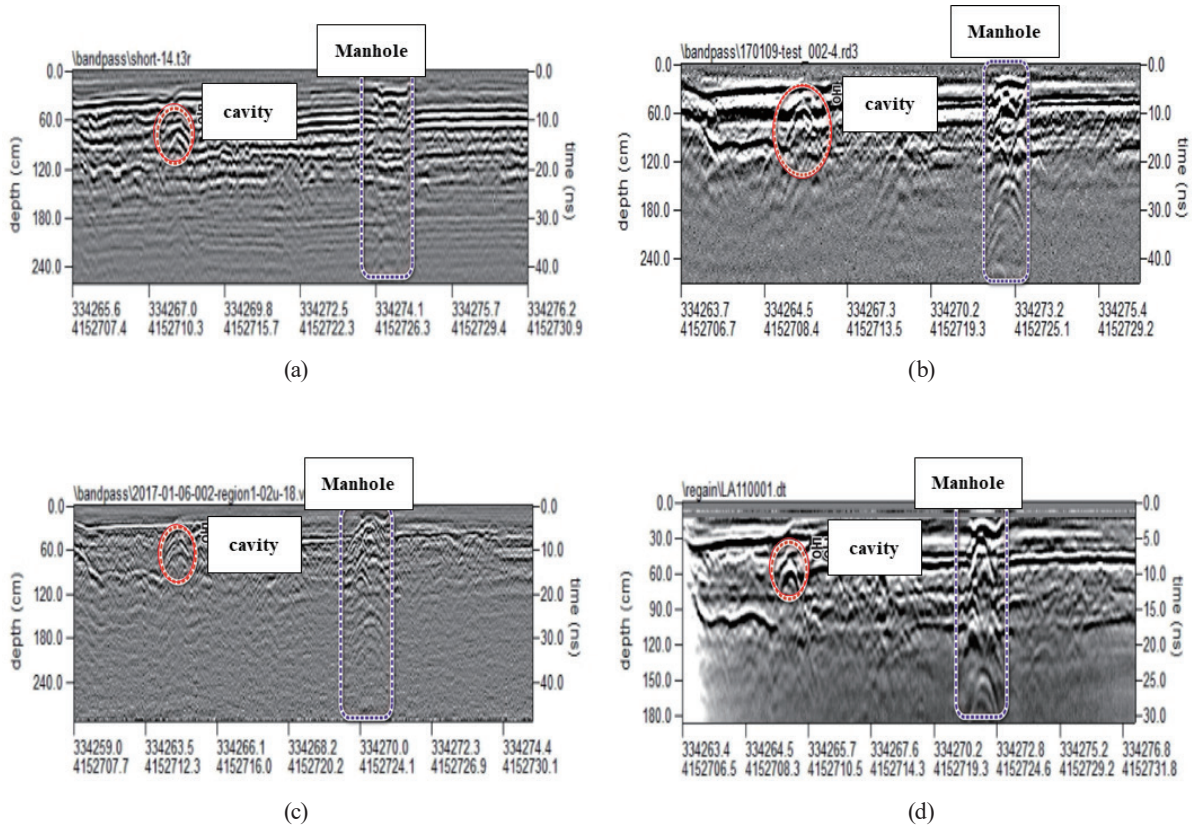 \bandpass\short-14.t3r
Manhole
cavity
0.0
60.0
120.0
180.0
240.0
depth (cm)
0.0
10.0
20.0
30.0
40.0
time (ns)
334265.6 334267.0 334269.8 334272.5 334274.1 334275.7 334276.2
4152707.4 4152710.3 4152715.7 4152722.3 4152726.3 4152729.4 4152730.9
(a)
\bandpass\170109-test_002-4.rd3
Manhole
cavity
0.0
60.0
120.0
180.0
240.0
depth (cm)
0.0
10.0
20.0
30.0
40.0
time (ns)
334263.7 334264.5 334267.3 334270.2 334273.2 334275.4
4152706.7 4152708.4 4152713.5 4152719.3 4152725.1 4152729.2
(b)
\bandpass\2017-01-06-002-region1-02u-18.v
Manhole
cavity
0.0
60.0
120.0
180.0
240.0
depth (cm)
0.0
10.0
20.0
30.0
40.0
time (ns)
334259.0 334263.5 334266.1 334268.2 334270.0 334272.3 334274.4
4152707.7 4152712.3 4152716.0 4152720.2 4152724.1 4152726.9 4152730.1
(c)
\regain\LA110001.dt
Manhole
cavity
0.0
30.0
60.0
90.0
120.0
150.0
180.0
depth (cm)
0.0
5.0
10.0
15.0
20.0
25.0
30.0
time (ns)
334263.4 334264.5 334265.7 334267.6 334270.2 334272.8 334275.2 334276.8
4152706.5 4152708.3 4152710.5 4152714.3 4152719.3 4152724.6 4152729.2 4152731.8
(d)